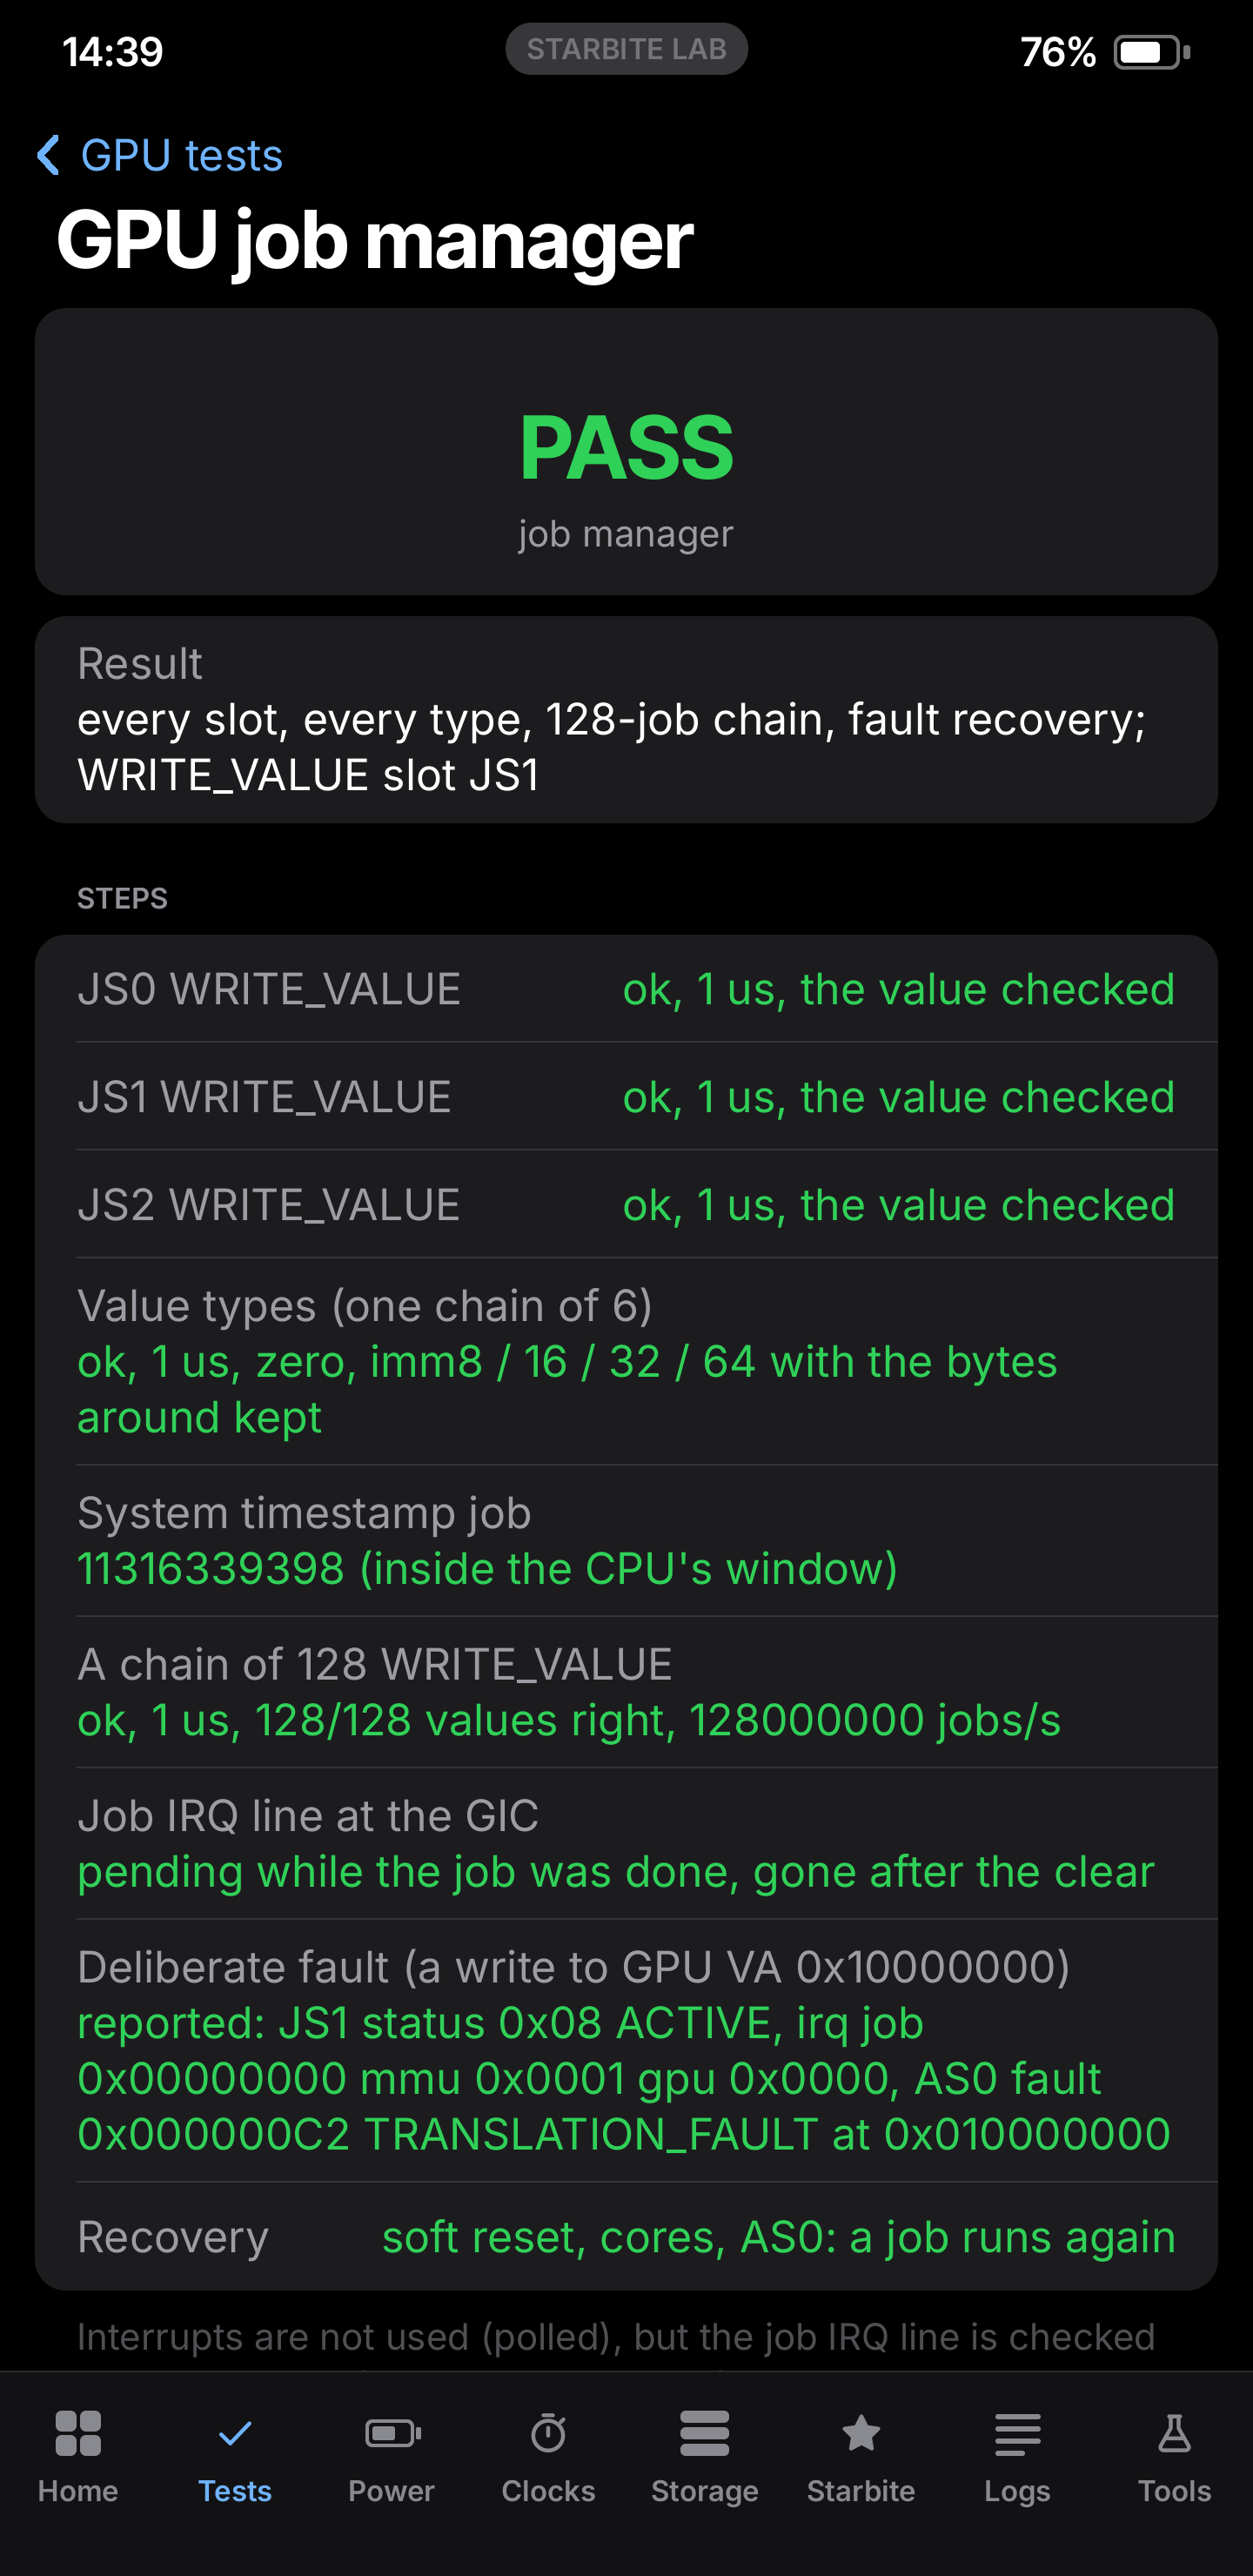 14:39
STARBITE LAB
76%
GPU tests
GPU job manager
PASS
job manager
Result
every slot, every type, 128-job chain, fault recovery;
WRITE_VALUE slot JS1
STEPS
JS0 WRITE_VALUE ok, 1 us, the value checked
JS1 WRITE_VALUE ok, 1 us, the value checked
JS2 WRITE_VALUE ok, 1 us, the value checked
Value types (one chain of 6)
ok, 1 us, zero, imm8 / 16 / 32 / 64 with the bytes
around kept
System timestamp job
11316339398 (inside the CPU's window)
A chain of 128 WRITE_VALUE
ok, 1 us, 128/128 values right, 128000000 jobs/s
Job IRQ line at the GIC
pending while the job was done, gone after the clear
Deliberate fault (a write to GPU VA 0x10000000)
reported: JS1 status 0x08 ACTIVE, irq job
0x00000000 mmu 0x0001 gpu 0x0000, AS0 fault
0x000000C2 TRANSLATION_FAULT at 0x010000000
Recovery soft reset, cores, AS0: a job runs again
Interrupts are not used (polled), but the job IRQ line is checked
Home Tests Power Clocks Storage Starbite Logs Tools